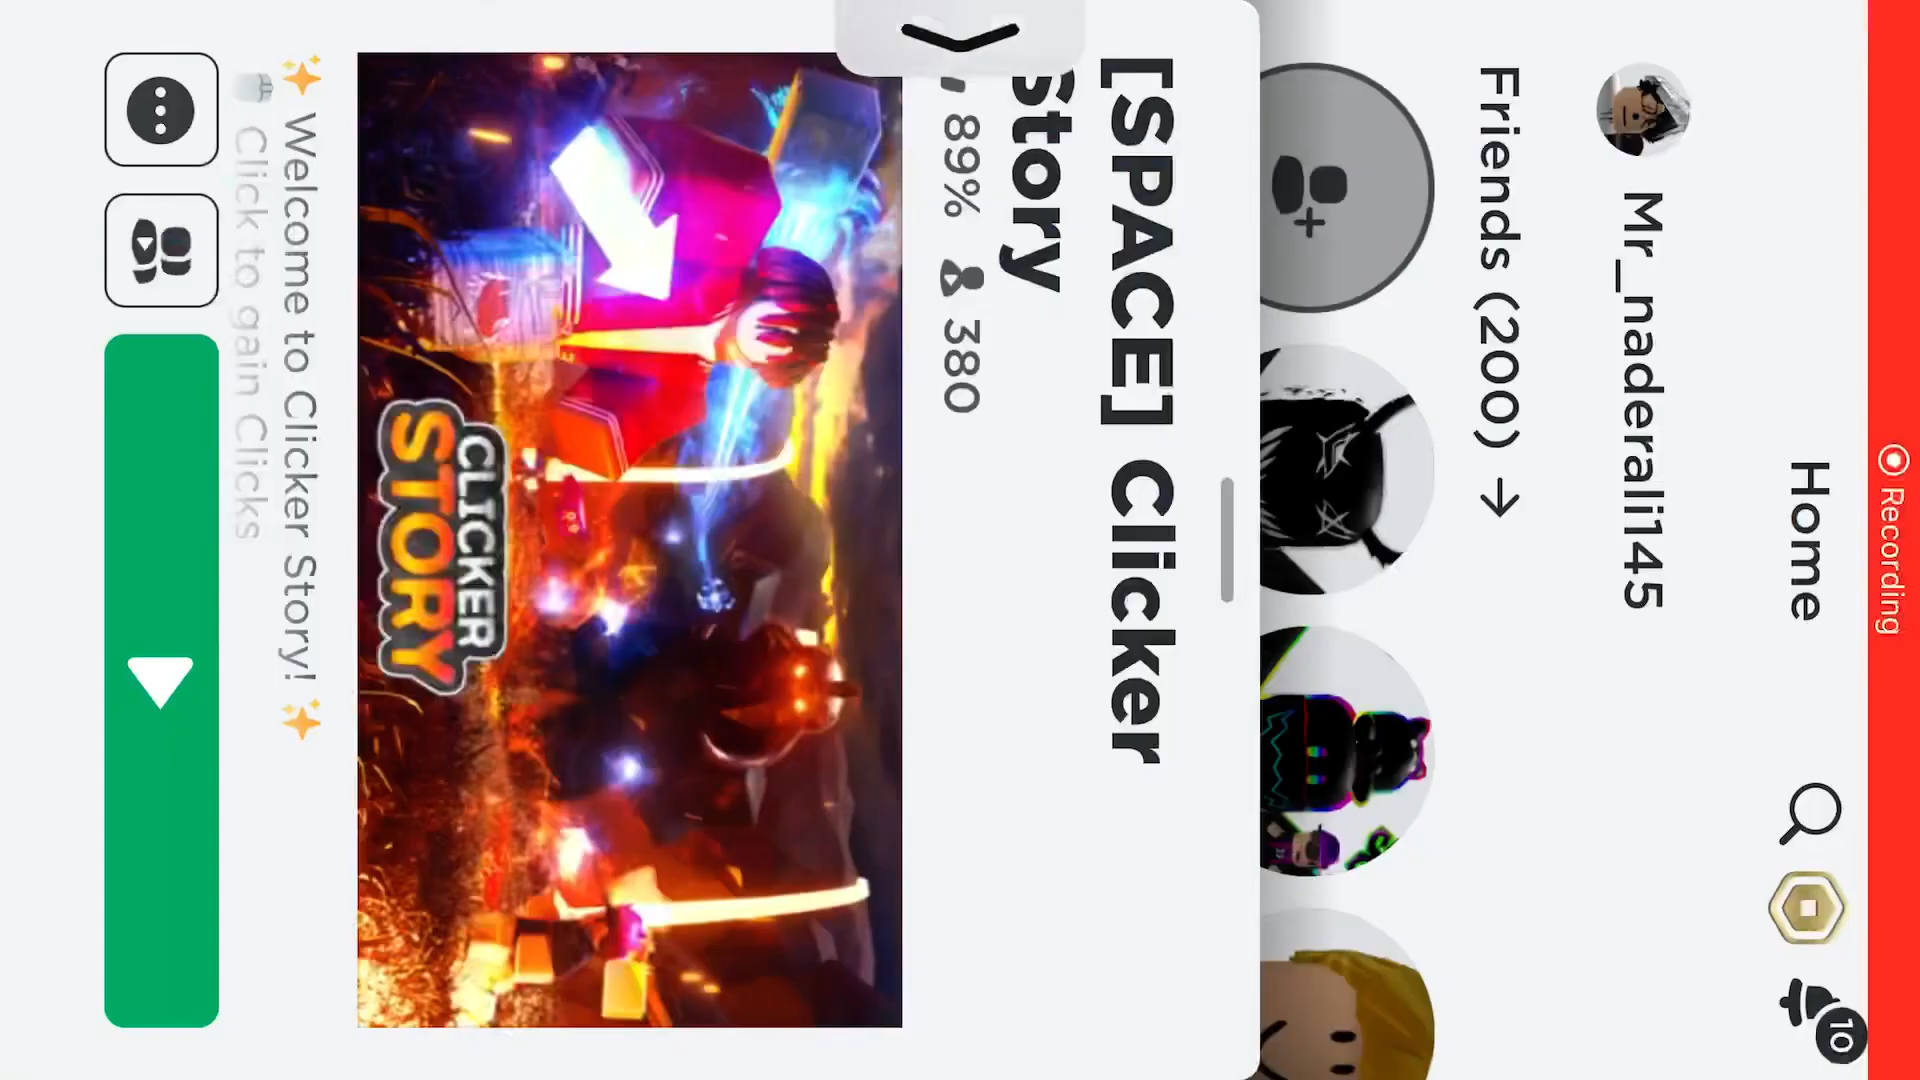 Recording
Home
10
Mr_naderali145
Friends (200) →
[SPACE] Clicker
Story
89% 380
CLICKER
STORY
✨ Welcome to Clicker Story! ✨
Click to gain Clicks